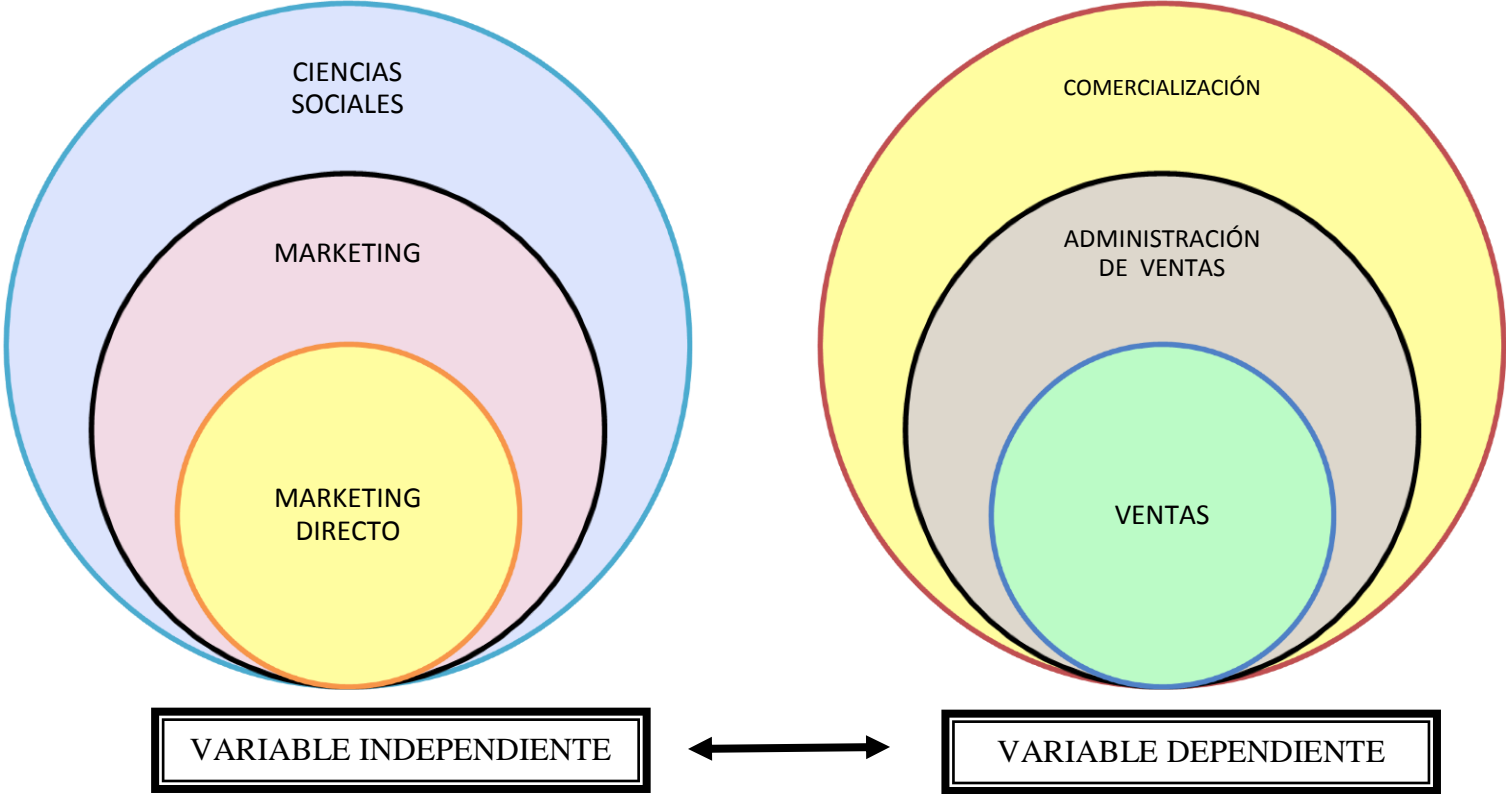 CIENCIAS
SOCIALES
MARKETING
MARKETING
DIRECTO
VARIABLE INDEPENDIENTE
COMERCIALIZACIÓN
ADMINISTRACIÓN
DE VENTAS
VENTAS
VARIABLE DEPENDIENTE